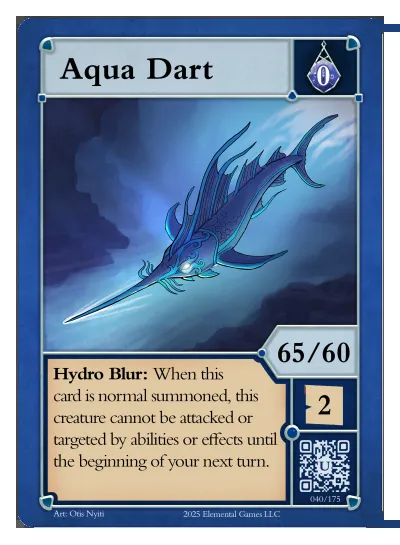 Aqua Dart
0
65/60
Hydro Blur: When this
card is normal summoned, this
creature cannot be attacked or
targeted by abilities or effects until
the beginning of your next turn.
2
U
040/175
Art: Otis Nyiti
2025 Elemental Games LLC